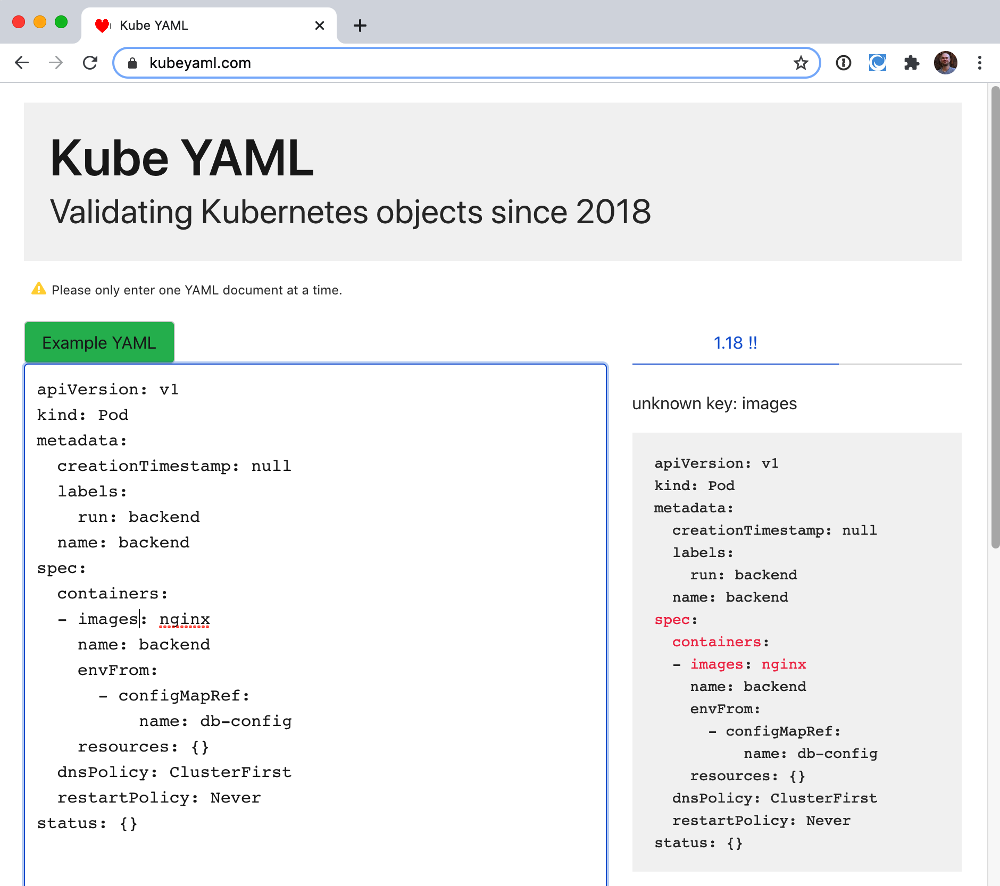 Kube YAML
kubeyaml.com
Kube YAML
Validating Kubernetes objects since 2018
Please only enter one YAML document at a time.
Example YAML
apiVersion: v1
kind: Pod
metadata:
  creationTimestamp: null
  labels:
    run: backend
  name: backend
spec:
  containers:
  - images: nginx
    name: backend
    envFrom:
      - configMapRef:
          name: db-config
    resources: {}
  dnsPolicy: ClusterFirst
  restartPolicy: Never
status: {}
1.18 !!
unknown key: images
apiVersion: v1
kind: Pod
metadata:
  creationTimestamp: null
  labels:
    run: backend
  name: backend
spec:
  containers:
  - images: nginx
    name: backend
    envFrom:
      - configMapRef:
          name: db-config
    resources: {}
  dnsPolicy: ClusterFirst
  restartPolicy: Never
status: {}